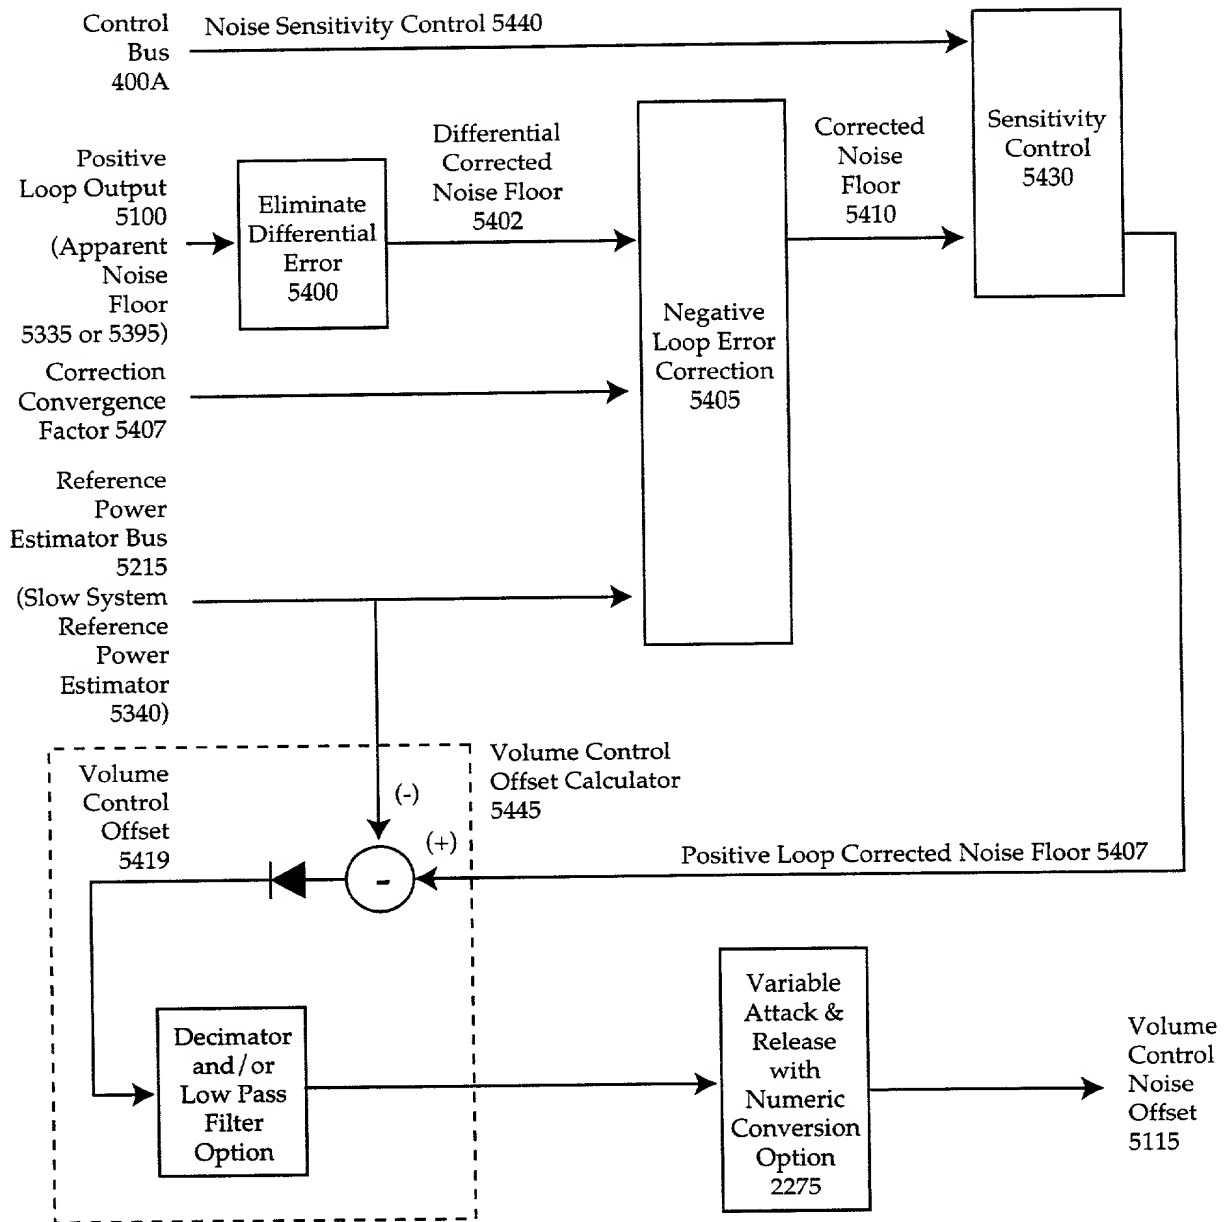 Control
Bus
400A
Noise Sensitivity Control 5440
Sensitivity
Control
5430
Positive
Loop Output
5100
(Apparent
Noise
Floor
5335 or 5395)
Eliminate
Differential
Error
5400
Differential
Corrected
Noise Floor
5402
Corrected
Noise
Floor
5410
Negative
Loop Error
Correction
5405
Correction
Convergence
Factor 5407
Reference
Power
Estimator Bus
5215
(Slow System
Reference
Power
Estimator
5340)
Volume Control
Offset Calculator
5445
Volume
Control
Offset
5419
(-)
(+)
-
Positive Loop Corrected Noise Floor 5407
Decimator
and/or
Low Pass
Filter
Option
Variable
Attack &
Release
with
Numeric
Conversion
Option
2275
Volume
Control
Noise
Offset
5115